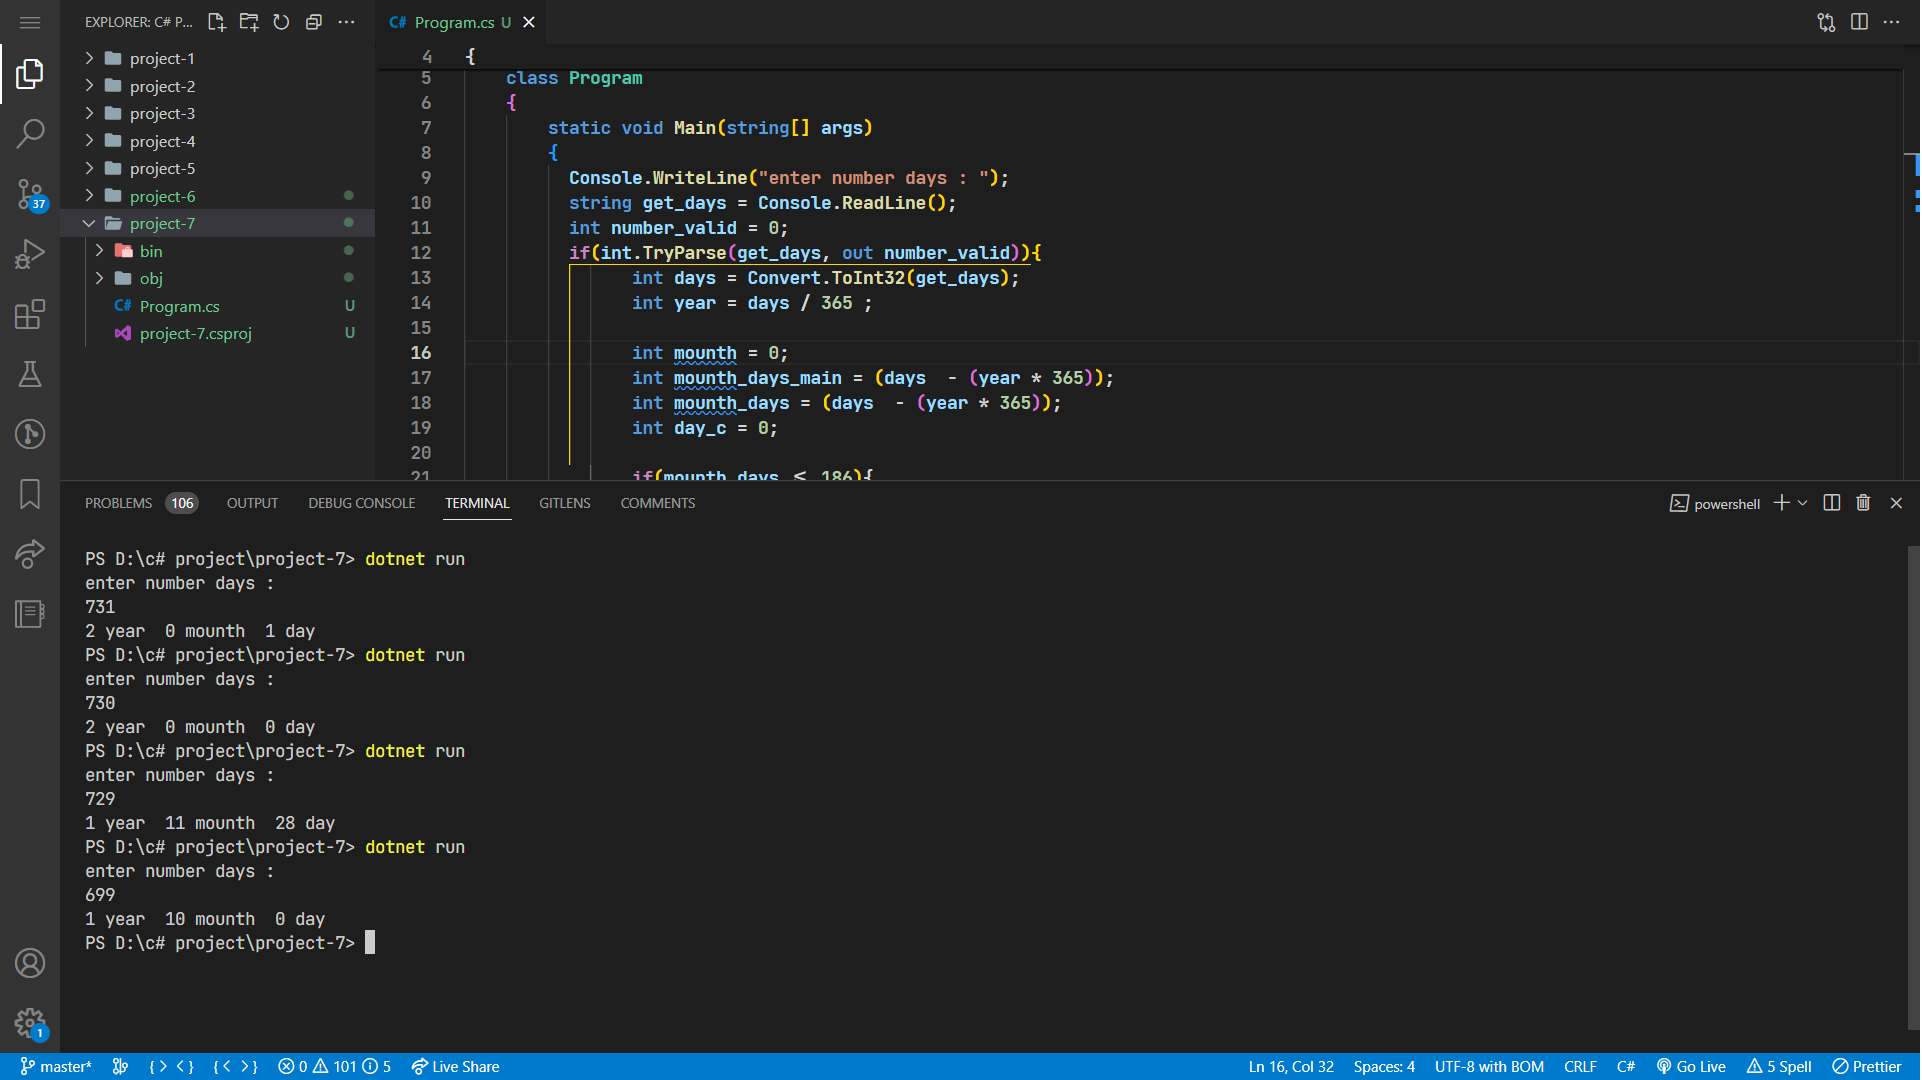 EXPLORER: C# P...
project-1
project-2
project-3
project-4
project-5
project-6
project-7
bin
obj
C# Program.cs U
project-7.csproj U
37
1
C# Program.cs U
4 {
5 class Program
6 {
7 static void Main(string[] args)
8 {
9 Console.WriteLine("enter number days : ");
10 string get_days = Console.ReadLine();
11 int number_valid = 0;
12 if(int.TryParse(get_days, out number_valid)){
13 int days = Convert.ToInt32(get_days);
14 int year = days / 365 ;
15
16 int mounth = 0;
17 int mounth_days_main = (days  - (year * 365));
18 int mounth_days = (days  - (year * 365));
19 int day_c = 0;
20
21 if(mounth_days ≤ 186){
PROBLEMS 106 OUTPUT DEBUG CONSOLE TERMINAL GITLENS COMMENTS
powershell
PS D:\c# project\project-7> dotnet run
enter number days :
731
2 year  0 mounth  1 day
PS D:\c# project\project-7> dotnet run
enter number days :
730
2 year  0 mounth  0 day
PS D:\c# project\project-7> dotnet run
enter number days :
729
1 year  11 mounth  28 day
PS D:\c# project\project-7> dotnet run
enter number days :
699
1 year  10 mounth  0 day
PS D:\c# project\project-7>
master* {> <} {< >} 0 101 5 Live Share Ln 16, Col 32 Spaces: 4 UTF-8 with BOM CRLF C# Go Live 5 Spell Prettier